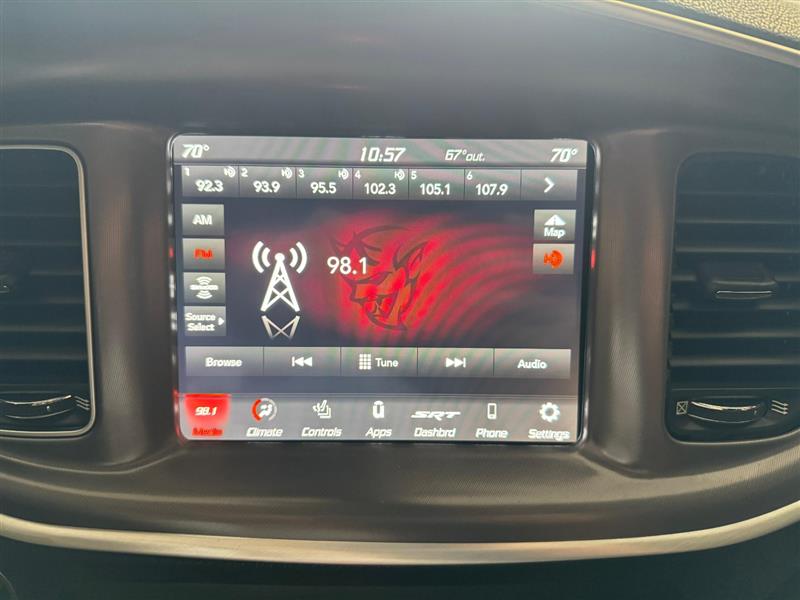 70° 10:57 67°out. 70°
1 92.3 2 93.9 3 95.5 4 102.3 5 105.1 6 107.9
AM
Map
FM
98.1
Source
Select
Browse Tune Audio
98.1 SRT
Media Climate Controls Apps Dashbrd Phone Settings